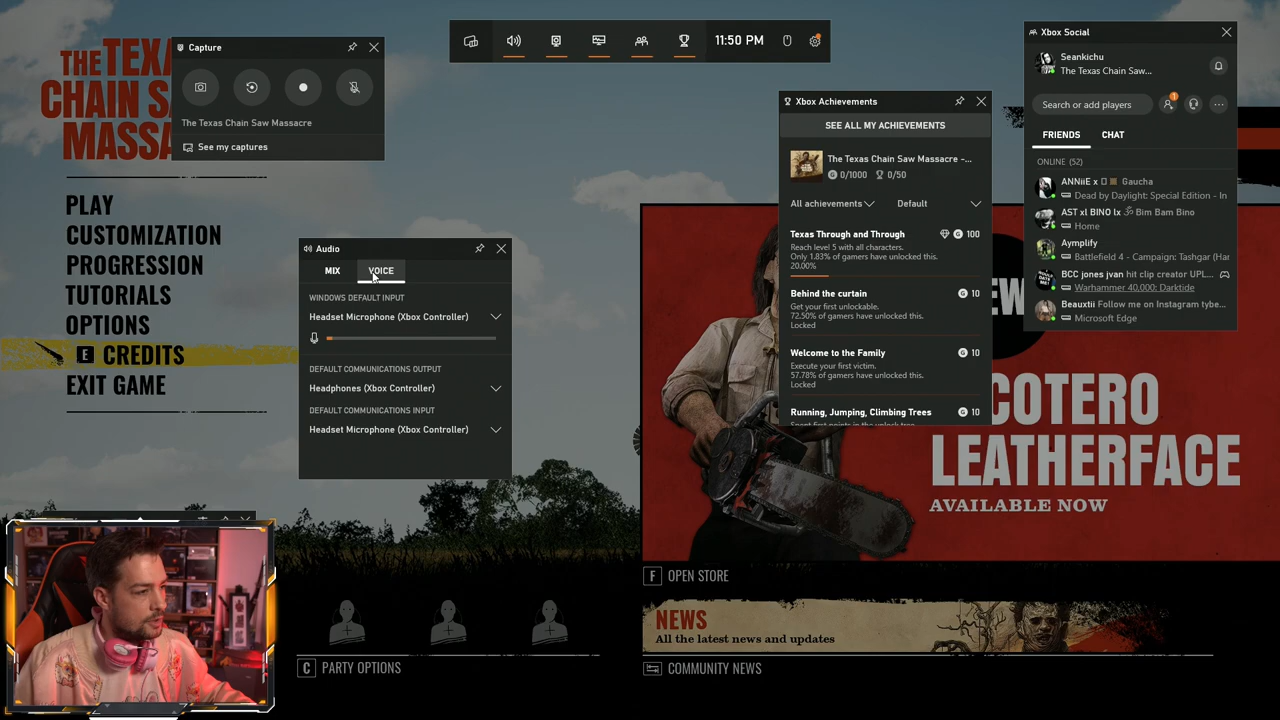 THE TEXA
CHAIN SA
MASSA
PLAY
CUSTOMIZATION
PROGRESSION
TUTORIALS
OPTIONS
E CREDITS
EXIT GAME
Capture
The Texas Chain Saw Massacre
See my captures
11:50 PM
Audio
MIX
VOICE
WINDOWS DEFAULT INPUT
Headset Microphone (Xbox Controller)
DEFAULT COMMUNICATIONS OUTPUT
Headphones (Xbox Controller)
DEFAULT COMMUNICATIONS INPUT
Headset Microphone (Xbox Controller)
Xbox Achievements
SEE ALL MY ACHIEVEMENTS
The Texas Chain Saw Massacre -...
G 0/1000 0/50
All achievements
Default
Texas Through and Through G 100
Reach level 5 with all characters.
Only 1.83% of gamers have unlocked this.
20.00%
Behind the curtain G 10
Get your first unlockable.
72.50% of gamers have unlocked this.
Locked
Welcome to the Family G 10
Execute your first victim.
57.78% of gamers have unlocked this.
Locked
Running, Jumping, Climbing Trees G 10
Xbox Social
Seankichu
The Texas Chain Saw...
Search or add players
1
FRIENDS
CHAT
ONLINE (52)
ANNiiE x Gaucha
Dead by Daylight: Special Edition - In
AST xl BINO lx ॐ Bim Bam Bino
Home
Aymplify
Battlefield 4 - Campaign: Tashgar (Har
BCC jones jvan hit clip creator UPL...
Warhammer 40,000: Darktide
Beauxtii Follow me on Instagram tybe...
Microsoft Edge
EW
COTERO
LEATHERFACE
AVAILABLE NOW
F OPEN STORE
NEWS
All the latest news and updates
C PARTY OPTIONS
COMMUNITY NEWS